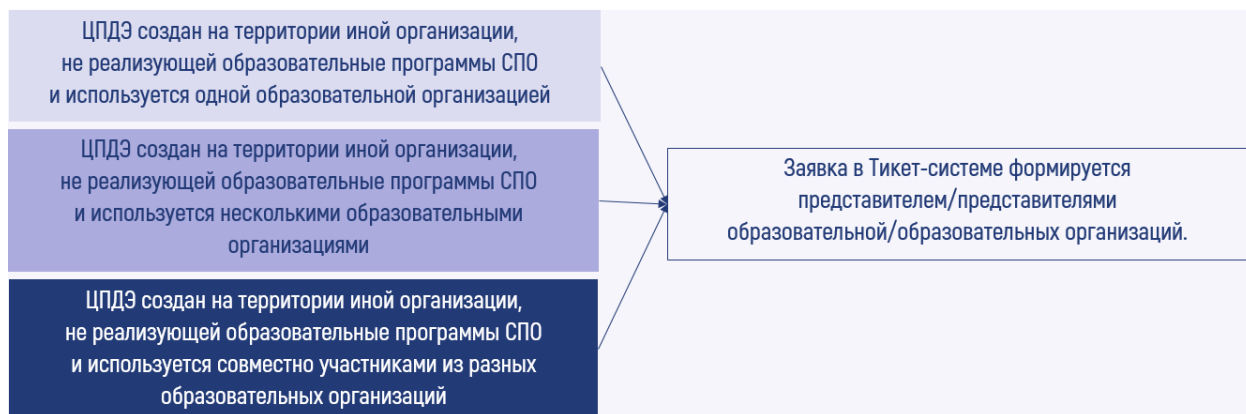 ЦПДЭ создан на территории иной организации,
не реализующей образовательные программы СПО
и используется одной образовательной организацией
ЦПДЭ создан на территории иной организации,
не реализующей образовательные программы СПО
и используется несколькими образовательными
организациями
ЦПДЭ создан на территории иной организации,
не реализующей образовательные программы СПО
и используется совместно участниками из разных
образовательных организаций
Заявка в Тикет-системе формируется
представителем/представителями
образовательной/образовательных организаций.